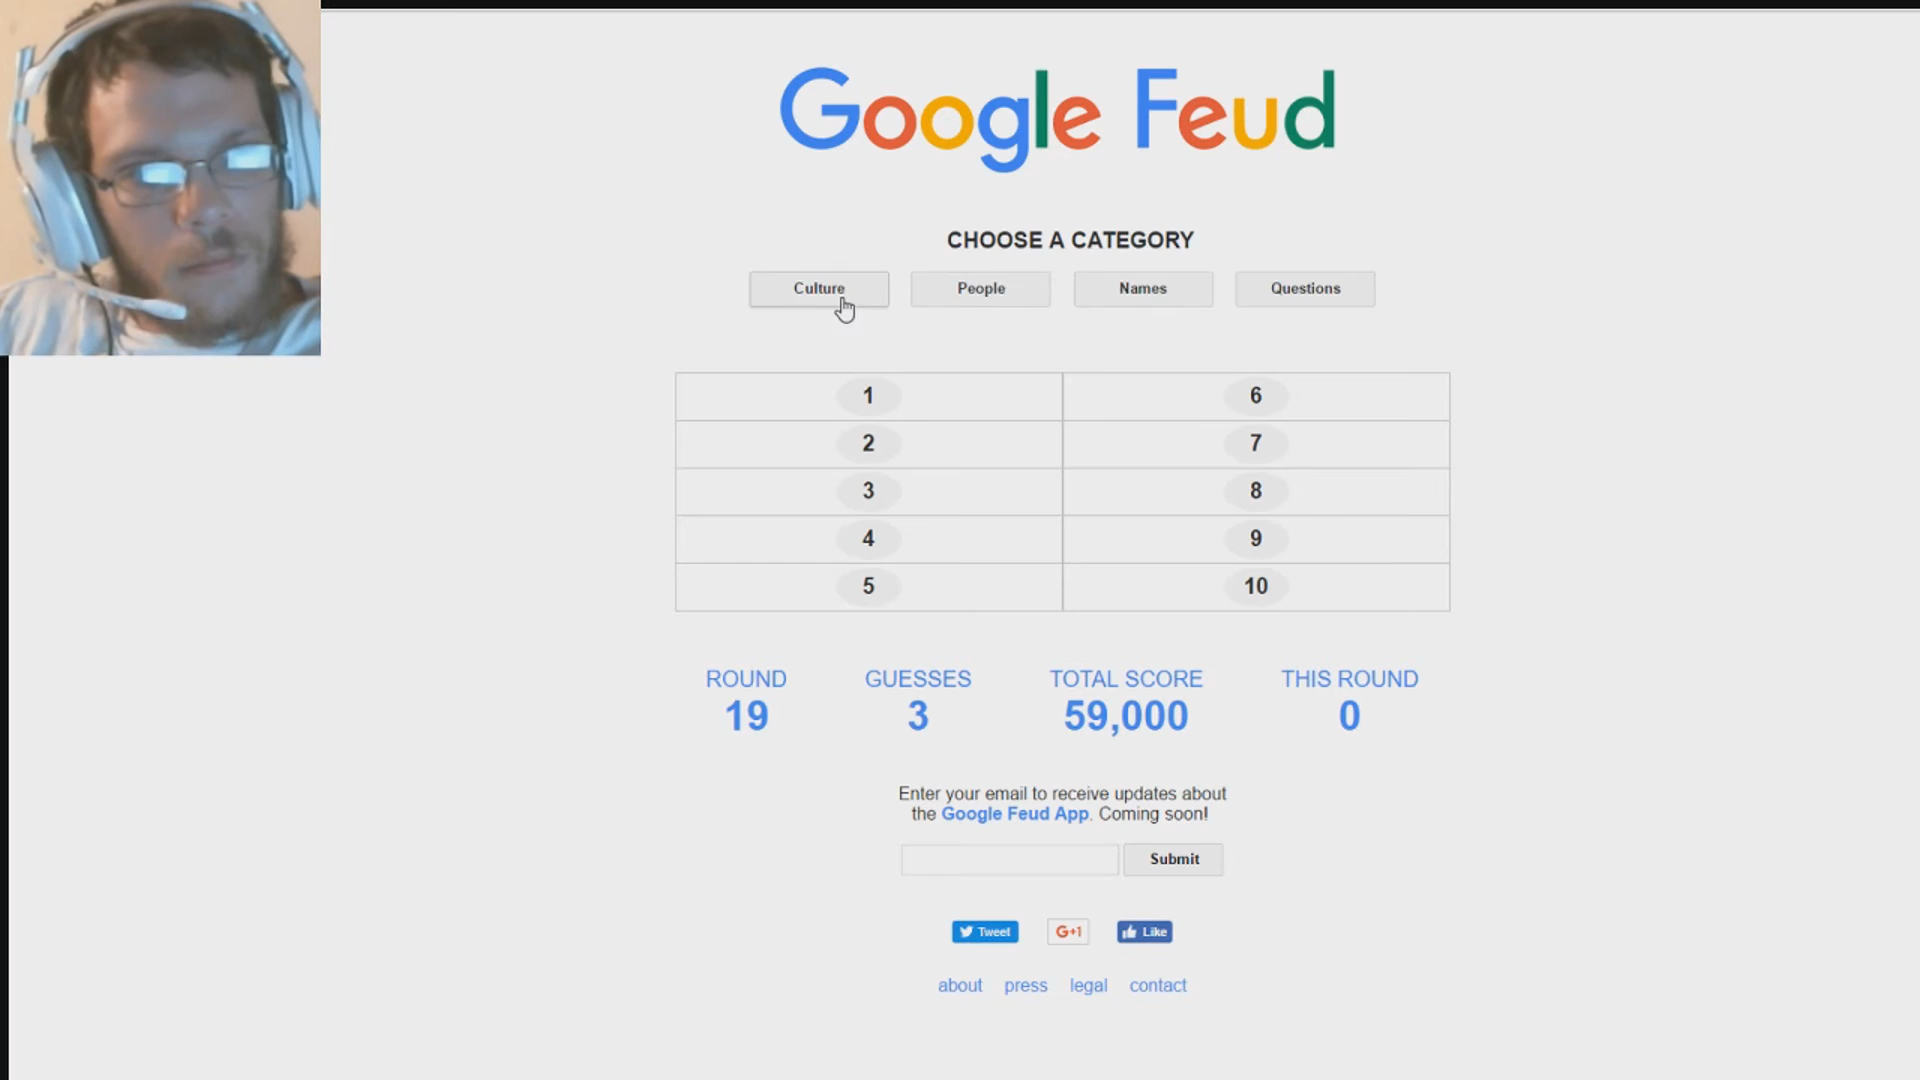 Google Feud
CHOOSE A CATEGORY
Culture People Names Questions
1 6
2 7
3 8
4 9
5 10
ROUND GUESSES TOTAL SCORE THIS ROUND
19 3 59,000 0
Enter your email to receive updates about
the Google Feud App. Coming soon!
Submit
Tweet G+1 Like
about press legal contact